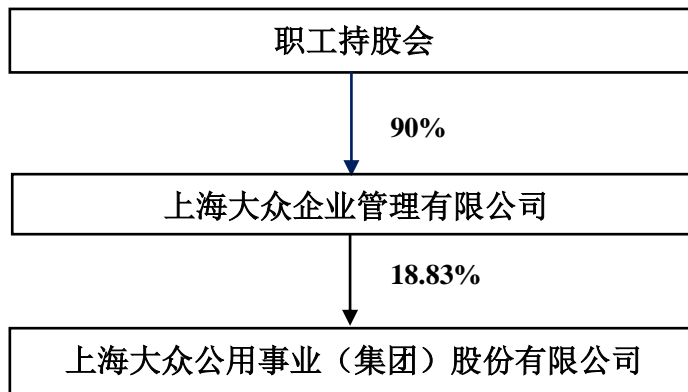 职工持股会
90%
上海大众企业管理有限公司
18.83%
上海大众公用事业（集团）股份有限公司